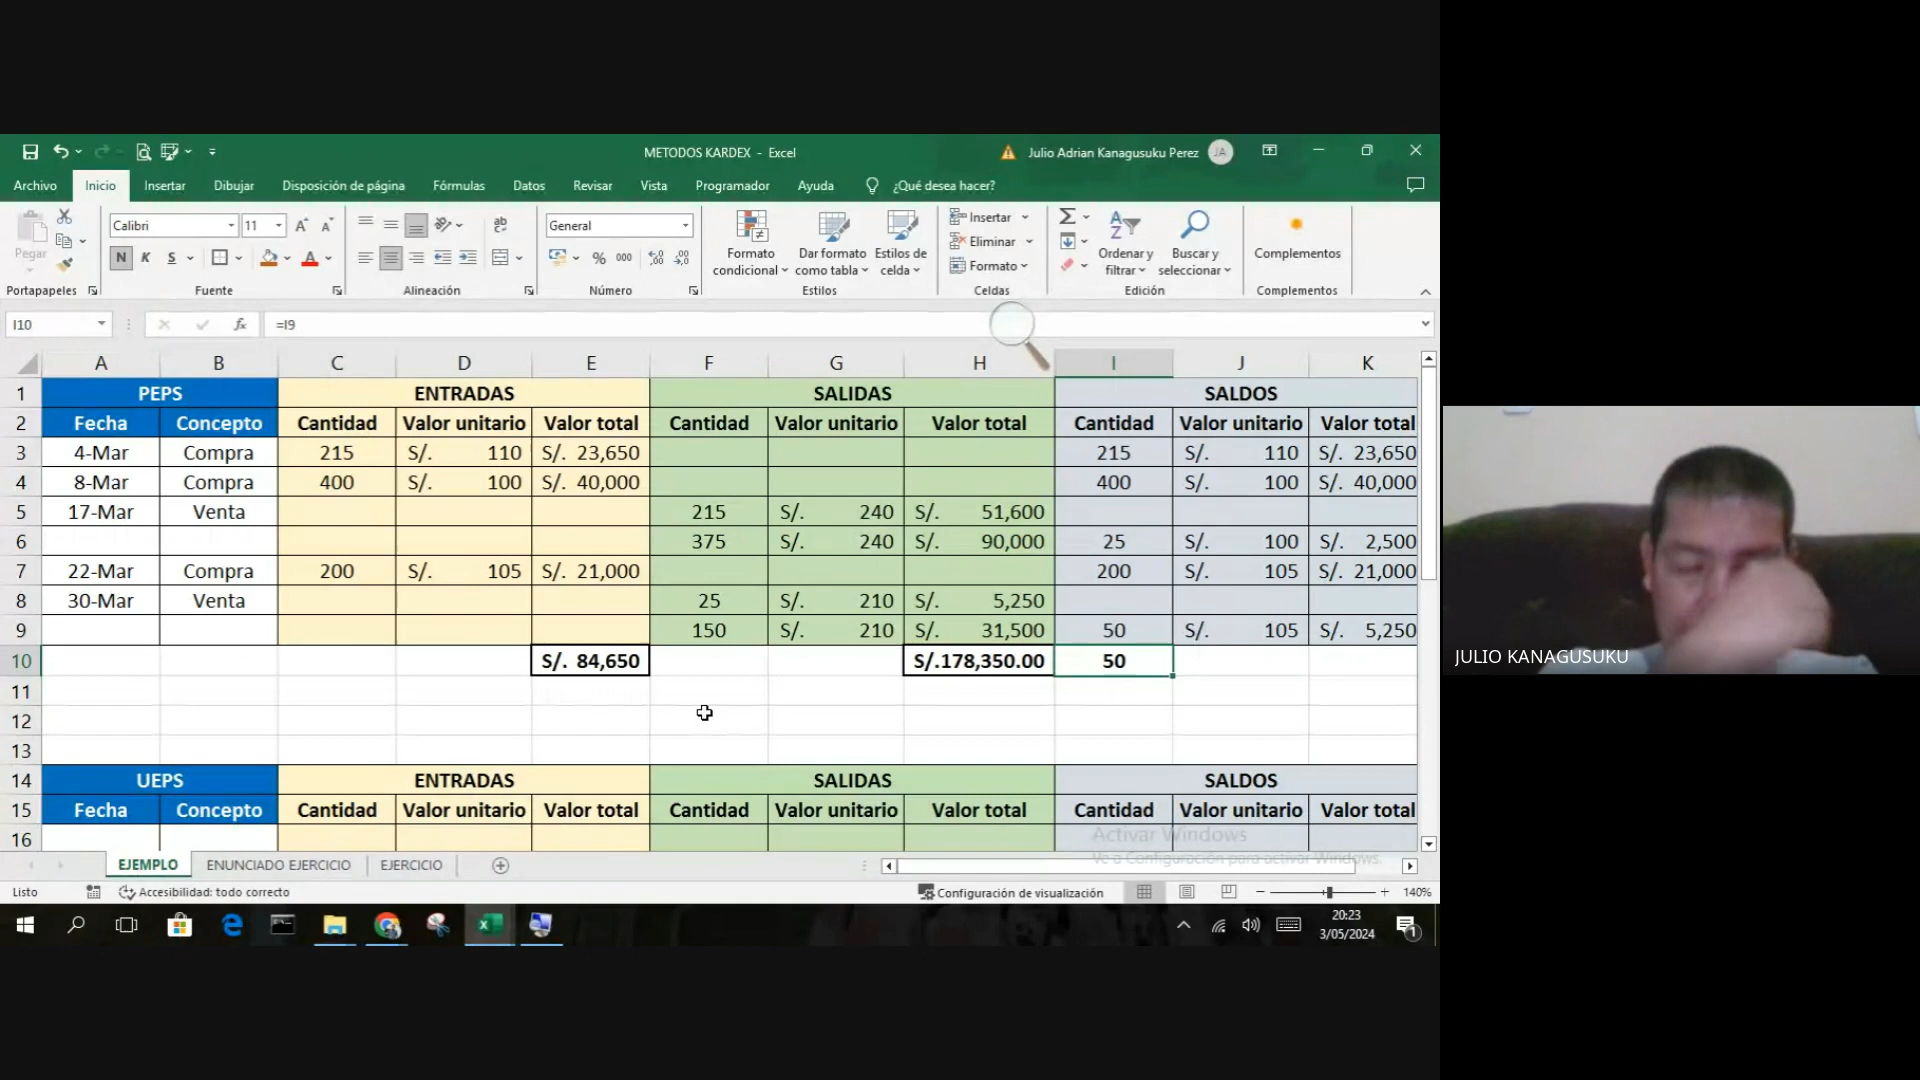 METODOS KARDEX - Excel
Julio Adrian Kanagusuku Perez JA
Archivo Inicio Insertar Dibujar Disposición de página Fórmulas Datos Revisar Vista Programador Ayuda ¿Qué desea hacer?
Pegar
Portapapeles
Calibri 11
N K S
Fuente
ab
Alineación
General
% 000
Número
Formato condicional
Dar formato como tabla
Estilos de celda
Estilos
Insertar
Eliminar
Formato
Celdas
Ordenar y filtrar
Buscar y seleccionar
Edición
Complementos
Complementos
I10 fx =I9
A B C D E F G H I J K
1 PEPS ENTRADAS SALIDAS SALDOS
2 Fecha Concepto Cantidad Valor unitario Valor total Cantidad Valor unitario Valor total Cantidad Valor unitario Valor total
3 4-Mar Compra 215 S/. 110 S/. 23,650 215 S/. 110 S/. 23,650
4 8-Mar Compra 400 S/. 100 S/. 40,000 400 S/. 100 S/. 40,000
5 17-Mar Venta 215 S/. 240 S/. 51,600
6 375 S/. 240 S/. 90,000 25 S/. 100 S/. 2,500
7 22-Mar Compra 200 S/. 105 S/. 21,000 200 S/. 105 S/. 21,000
8 30-Mar Venta 25 S/. 210 S/. 5,250
9 150 S/. 210 S/. 31,500 50 S/. 105 S/. 5,250
10 S/. 84,650 S/.178,350.00 50
11
12
13
14 UEPS ENTRADAS SALIDAS SALDOS
15 Fecha Concepto Cantidad Valor unitario Valor total Cantidad Valor unitario Valor total Cantidad Valor unitario Valor total
16
Activar Windows
Ve a Configuración para activar Windows.
EJEMPLO ENUNCIADO EJERCICIO EJERCICIO
Listo Accesibilidad: todo correcto Configuración de visualización 140%
20:23
3/05/2024
1
JULIO KANAGUSUKU